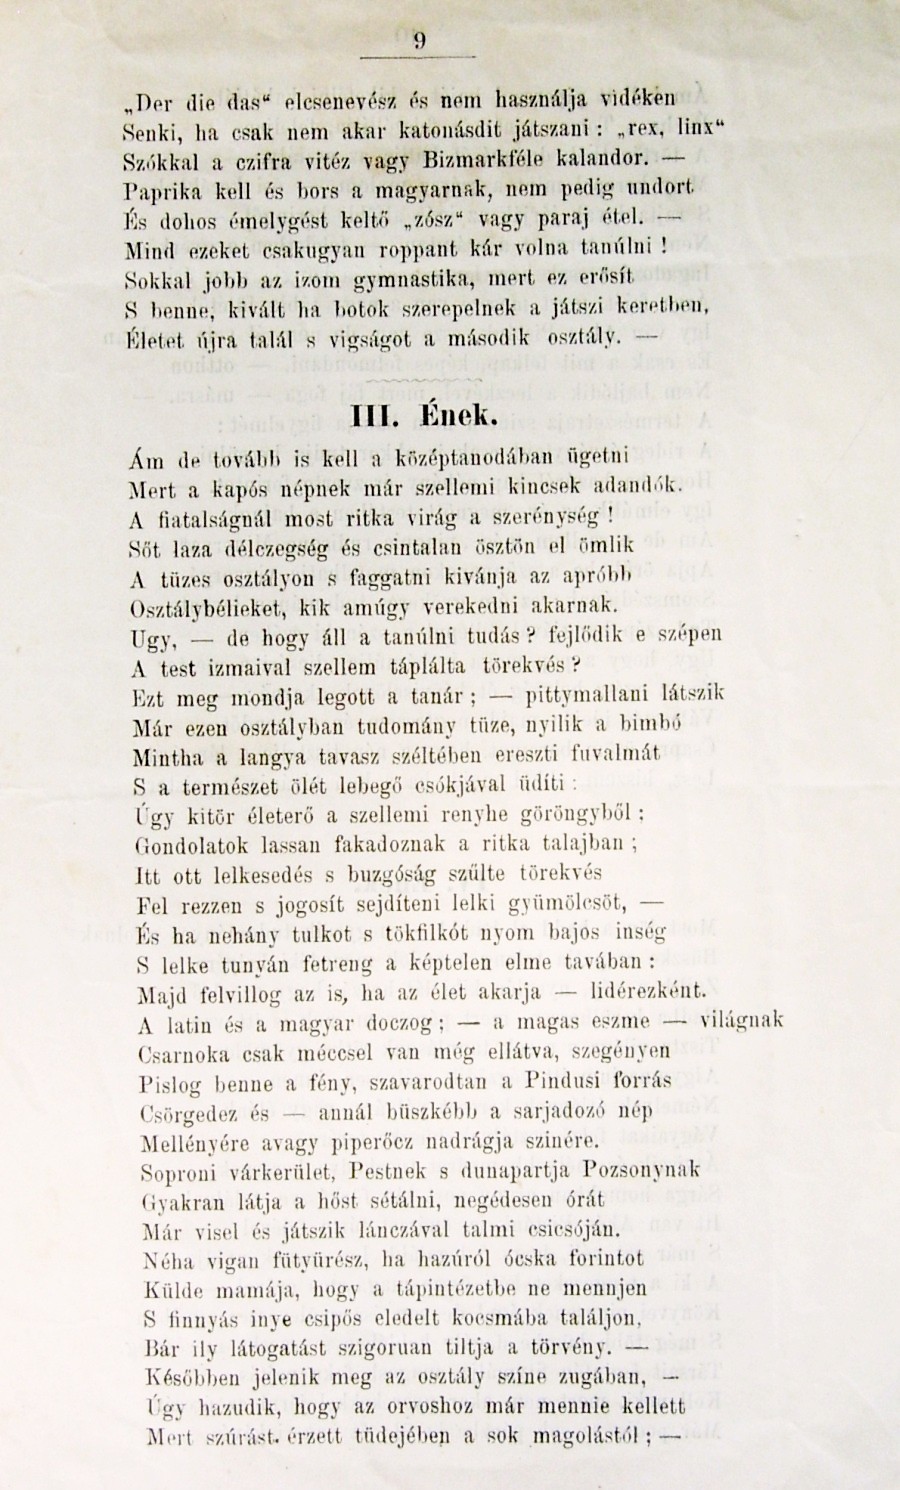 9
„Der die das“ elcsenevész és nem használja vidéken
Senki, ha csak nem akar katonásdit játszani : „rex, linx“
Szókkal a czifra vitéz vagy Bizmarkféle kalandor. —
Paprika kell és bors a magyarnak, nem pedig undort
És dohos émelygést keltő „zósz“ vagy paraj étel. —
Mind ezeket csakugyan roppant kár volna tanúlni !
Sokkal jobb az izom gymnastika, mert ez erősít
S benne, kivált ha botok szerepelnek a játszi keretben,
Életet újra talál s vigságot a második osztály. —
III. Ének.
Ám de tovább is kell a középtanodában ügetni
Mert a kapós népnek már szellemi kincsek adandók.
A fiatalságnál most ritka virág a szerénység !
Sőt laza délczegség és csintalan ösztön el ömlik
A tüzes osztályon s faggatni kivánja az apróbb
Osztálybélieket, kik amúgy verekedni akarnak.
Ugy, — de hogy áll a tanúlni tudás ? fejlődik e szépen
A test izmaival szellem táplálta törekvés ?
Ezt meg mondja legott a tanár ; — pittymallani látszik
Már ezen osztályban tudomány tüze, nyilik a bimbó
Mintha a langya tavasz széltében ereszti fuvalmát
S a természet ölét lebegő csókjával üdíti :
Úgy kitör életerő a szellemi renyhe göröngyből ;
Gondolatok lassan fakadoznak a ritka talajban ;
Itt ott lelkesedés s buzgóság szülte törekvés
Fel rezzen s jogosít sejdíteni lelki gyümölcsöt, —
És ha nehány tulkot s tökfilkót nyom bajos inség
S lelke tunyán fetreng a képtelen elme tavában :
Majd felvillog az is, ha az élet akarja — lidérczként.
A latin és a magyar doczog ; — a magas eszme — világnak
Csarnoka csak méccsel van még ellátva, szegényen
Pislog benne a fény, szavarodtan a Pindusi forrás
Csörgedez és — annál büszkébb a sarjadozó nép
Mellényére avagy piperőcz nadrágja szinére.
Soproni várkerület, Pestnek s dunapartja Pozsonynak
Gyakran látja a hőst sétálni, negédesen órát
Már visel és játszik lánczával talmi csicsóján.
Néha vigan fütyürész, ha hazúról ócska forintot
Külde mamája, hogy a tápintézetbe ne mennjen
S finnyás inye csipős eledelt kocsmába találjon,
Bár ily látogatást szigoruan tiltja a törvény. —
Későbben jelenik meg az osztály színe zugában, —
Úgy hazudik, hogy az orvoshoz már mennie kellett
Mert szúrást érzett tüdejében a sok magolástól ; —